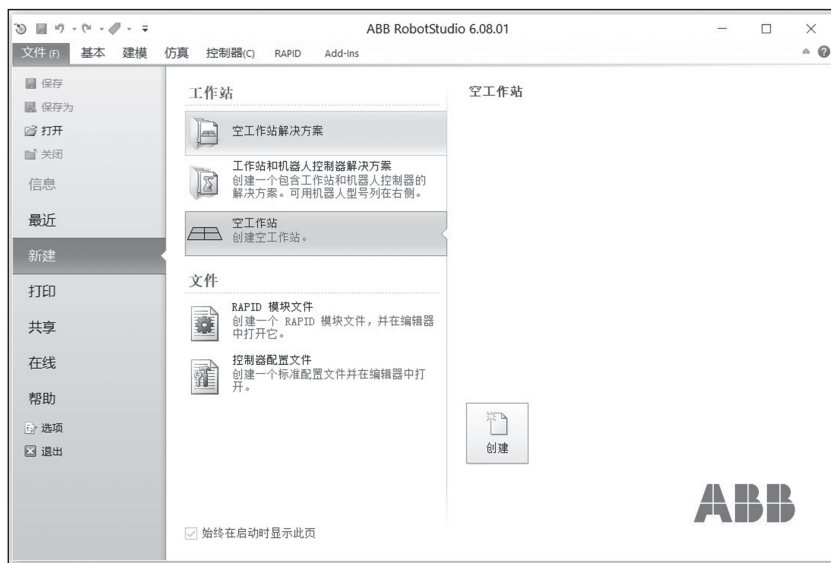 ABB RobotStudio 6.08.01
文件(F) 基本 建模 仿真 控制器(C) RAPID Add-Ins
保存
保存为
打开
关闭
信息
最近
新建
打印
共享
在线
帮助
选项
退出
工作站
空工作站解决方案
工作站和机器人控制器解决方案
创建一个包含工作站和机器人控制器的
解决方案。可用机器人型号列在右侧。
空工作站
创建空工作站。
文件
RAPID 模块文件
创建一个 RAPID 模块文件，并在编辑器
中打开它。
控制器配置文件
创建一个标准配置文件并在编辑器中打
开。
始终在启动时显示此页
空工作站
创建
ABB